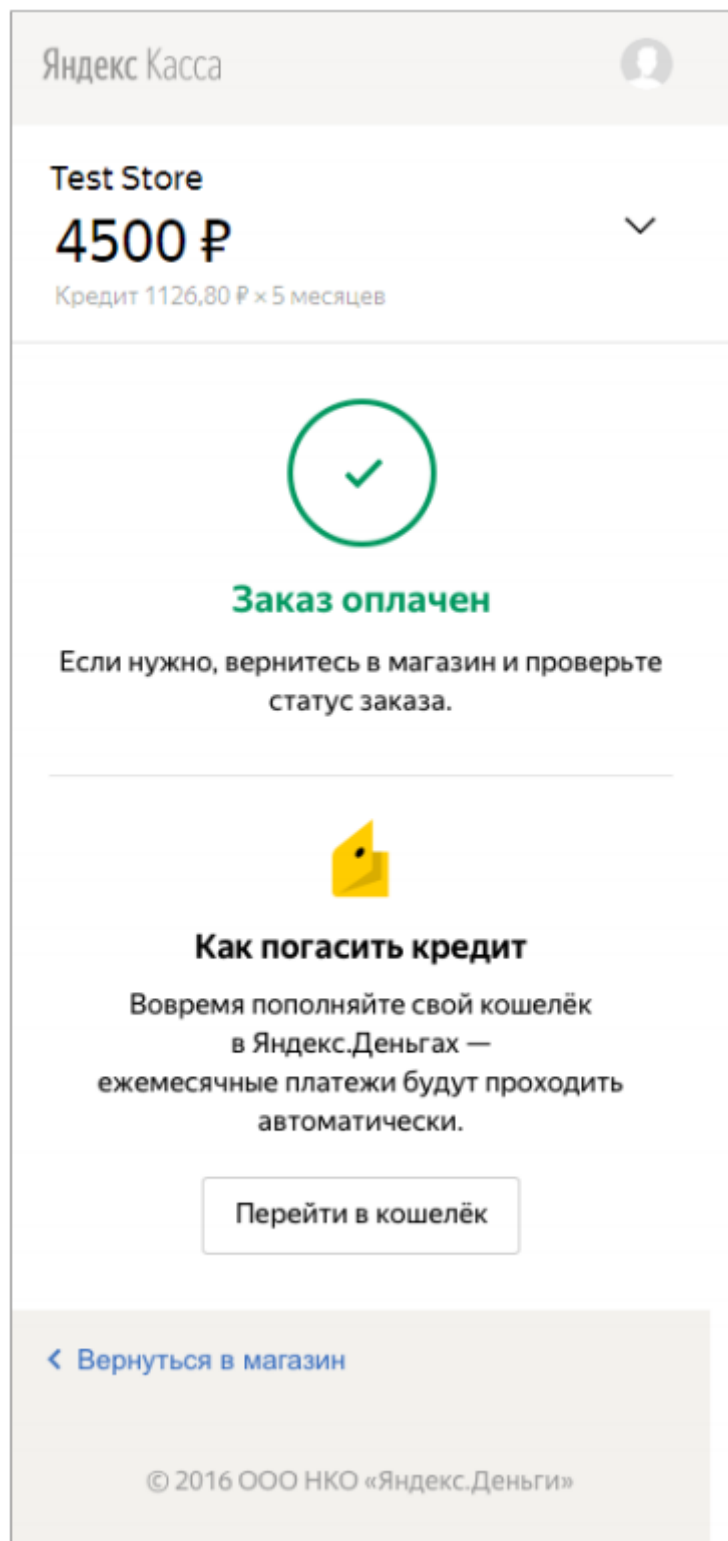 Яндекс Касса
Test Store
4500 ₽
Кредит 1126,80 ₽ × 5 месяцев
Заказ оплачен
Если нужно, вернитесь в магазин и проверьте
статус заказа.
Как погасить кредит
Вовремя пополняйте свой кошелёк
в Яндекс.Деньгах —
ежемесячные платежи будут проходить
автоматически.
Перейти в кошелёк
Вернуться в магазин
© 2016 ООО НКО «Яндекс.Деньги»